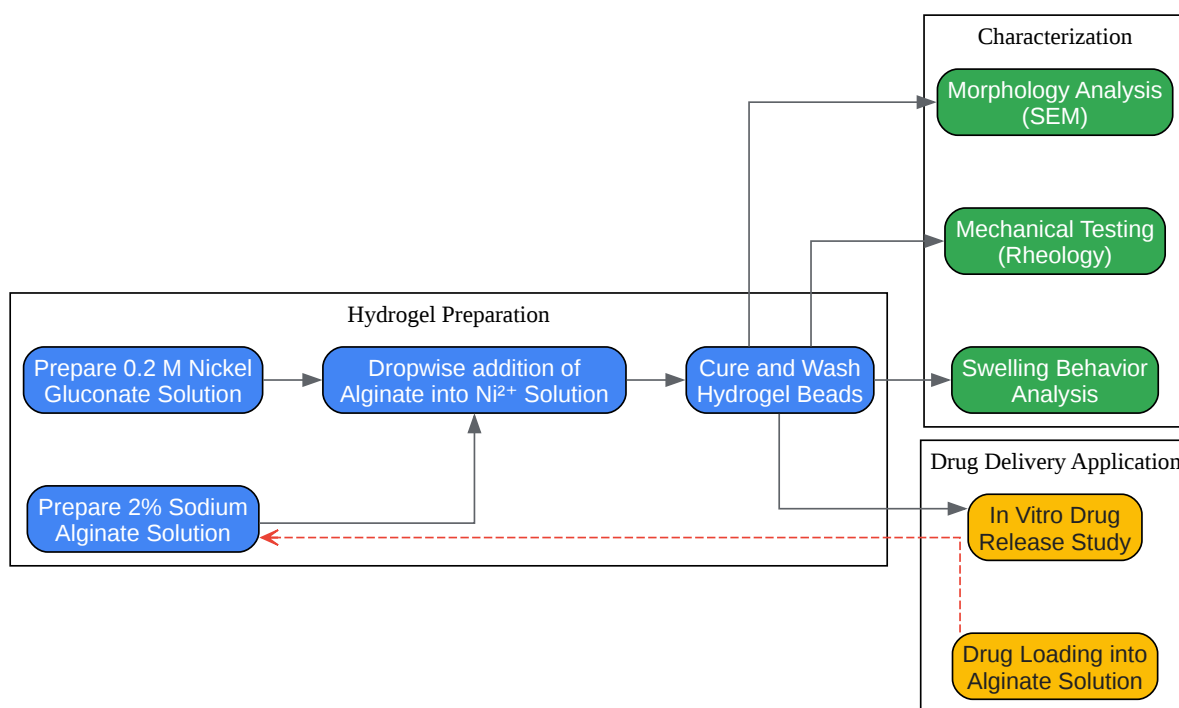 Characterization
Morphology Analysis
(SEM)
Mechanical Testing
(Rheology)
Swelling Behavior
Analysis
Hydrogel Preparation
Prepare 0.2 M Nickel
Gluconate Solution
Dropwise addition of
Alginate into Ni²⁺ Solution
Cure and Wash
Hydrogel Beads
Prepare 2% Sodium
Alginate Solution
Drug Delivery Application
In Vitro Drug
Release Study
Drug Loading into
Alginate Solution